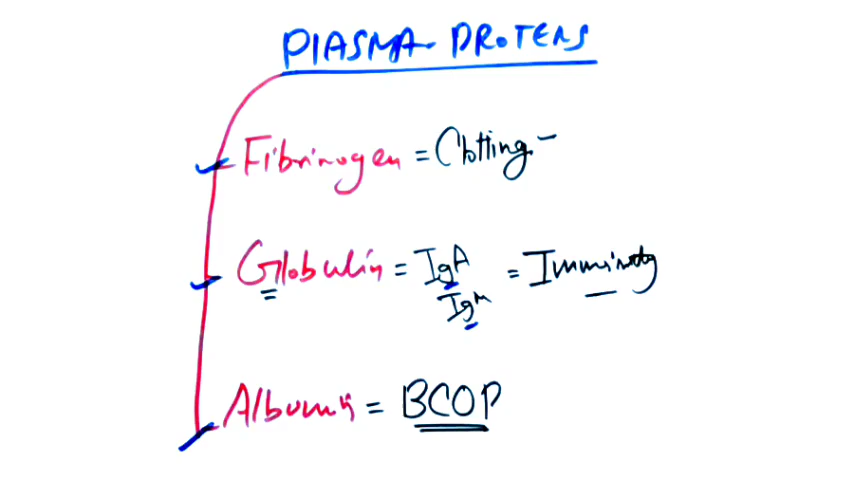 PLASMA PROTENS
Fibrinogen = Clotting -
Globulin = IgA = Immunity
IgM
Albumin = BCOP